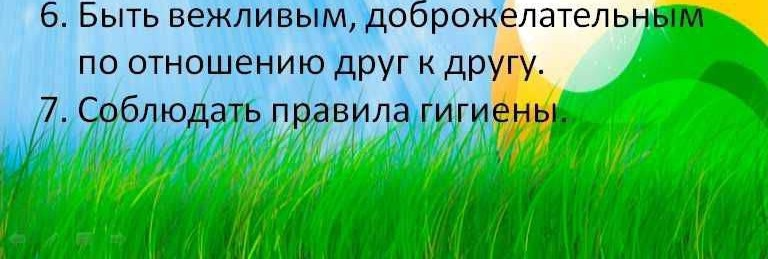 6. Быть вежливым, доброжелательным
по отношению друг к другу.
7. Соблюдать правила гигиены.